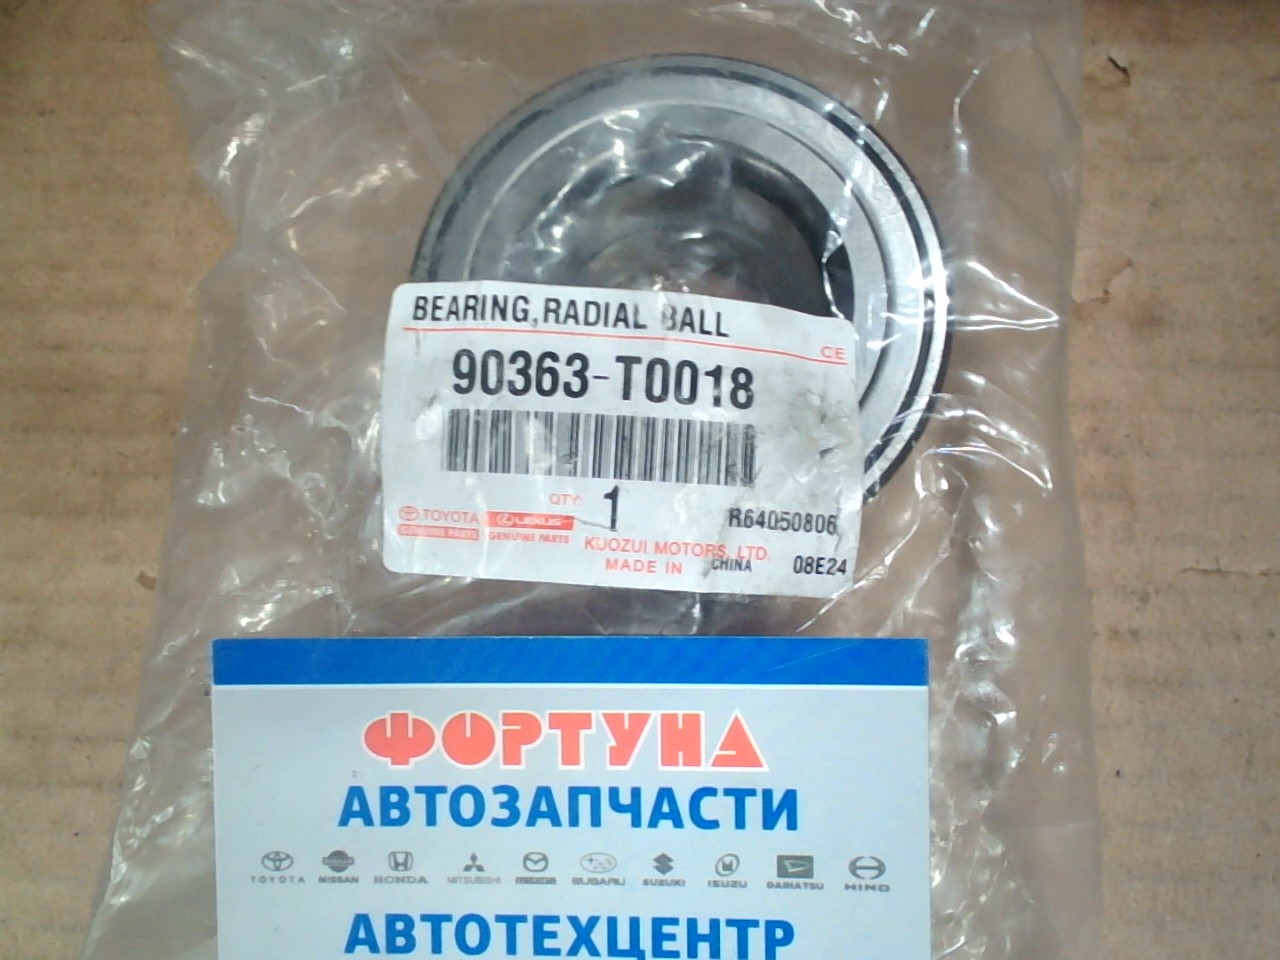 BEARING, RADIAL BALL
CE
90363-T0018
QTY: 1
R64050806
TOYOTA LEXUS
GENUINE PARTS GENUINE PARTS
KUOZUI MOTORS, LTD.
MADE IN CHINA 08E24
ФОРТУНА
АВТОЗАПЧАСТИ
TOYOTA NISSAN HONDA MITSUBISHI MAZDA SUBARU SUZUKI ISUZU DAIHATSU HINO
АВТОТЕХЦЕНТР